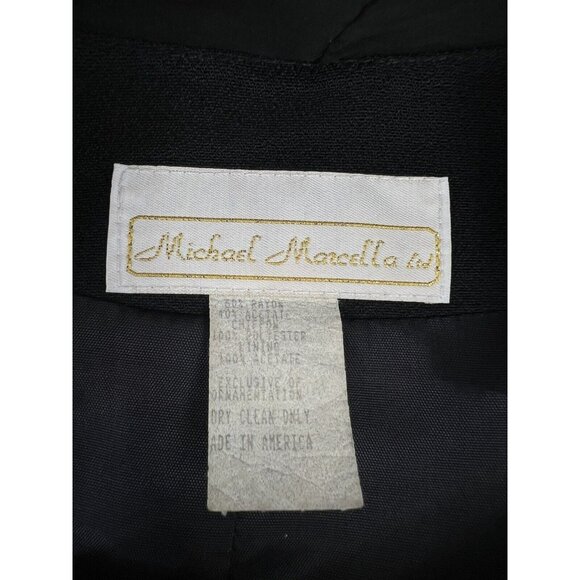 Michael Marcella Ltd
60% RAYON
40% ACETATE
CHIFFON
100% POLYESTER
LINING
100% ACETATE
EXCLUSIVE OF
ORNAMENTATION
DRY CLEAN ONLY
ADE IN AMERICA